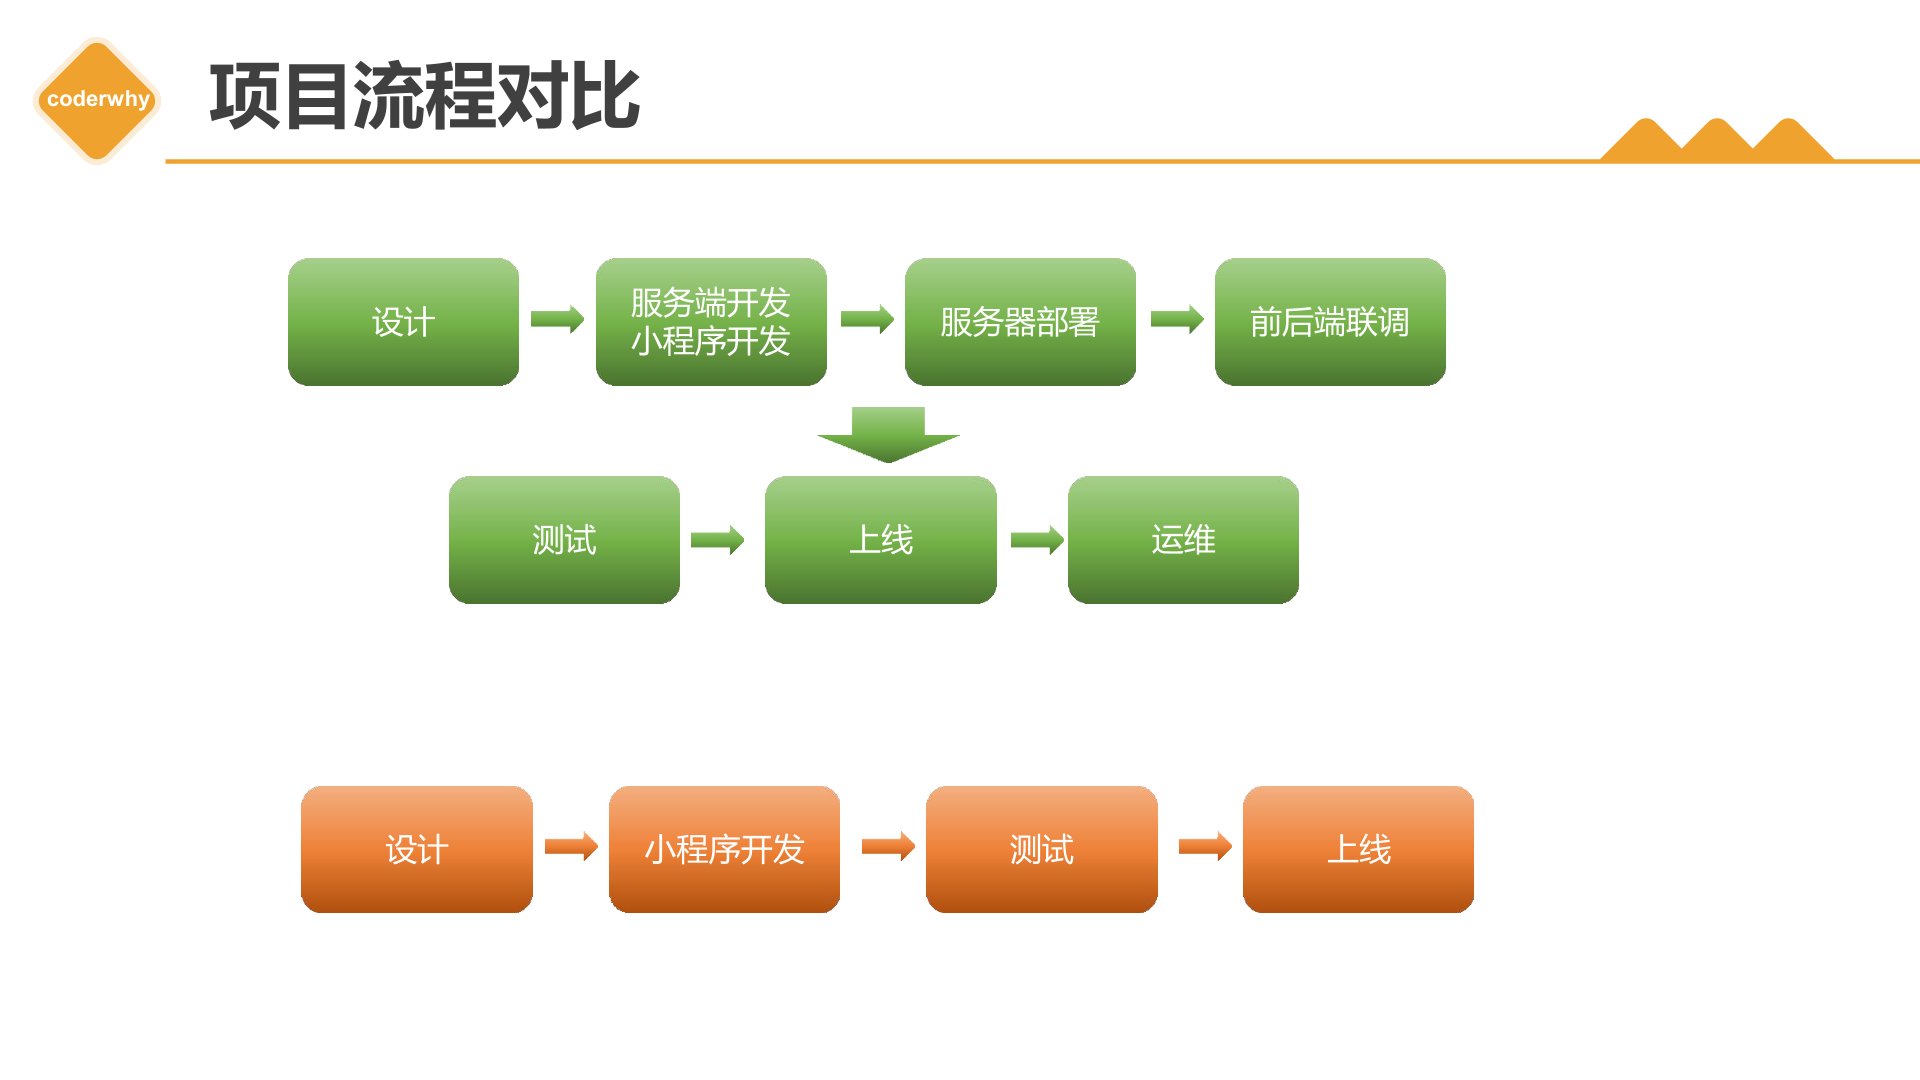 coderwhy
项目流程对比
设计
服务端开发
小程序开发
服务器部署
前后端联调
测试
上线
运维
设计
小程序开发
测试
上线